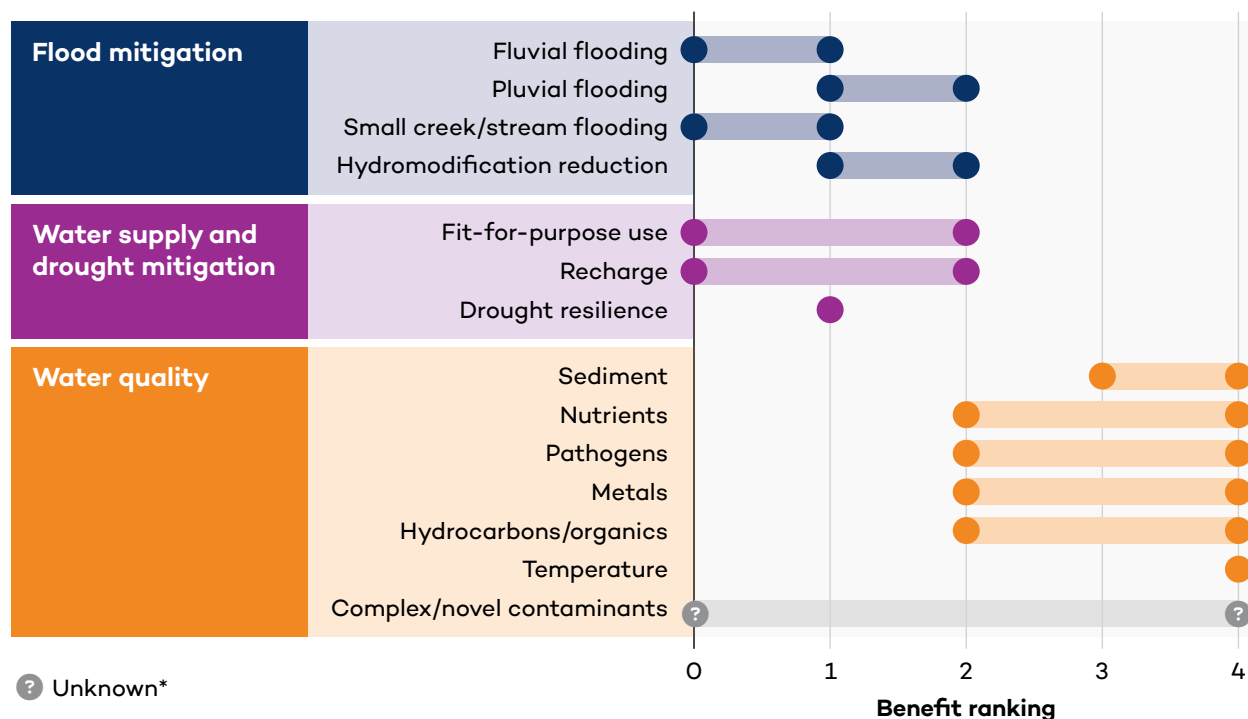 Flood mitigation
Fluvial flooding
Pluvial flooding
Small creek/stream flooding
Hydromodification reduction
Water supply and
drought mitigation
Fit-for-purpose use
Recharge
Drought resilience
Water quality
Sediment
Nutrients
Pathogens
Metals
Hydrocarbons/organics
Temperature
Complex/novel contaminants
? ?
0 1 2 3 4
? Unknown*
Benefit ranking